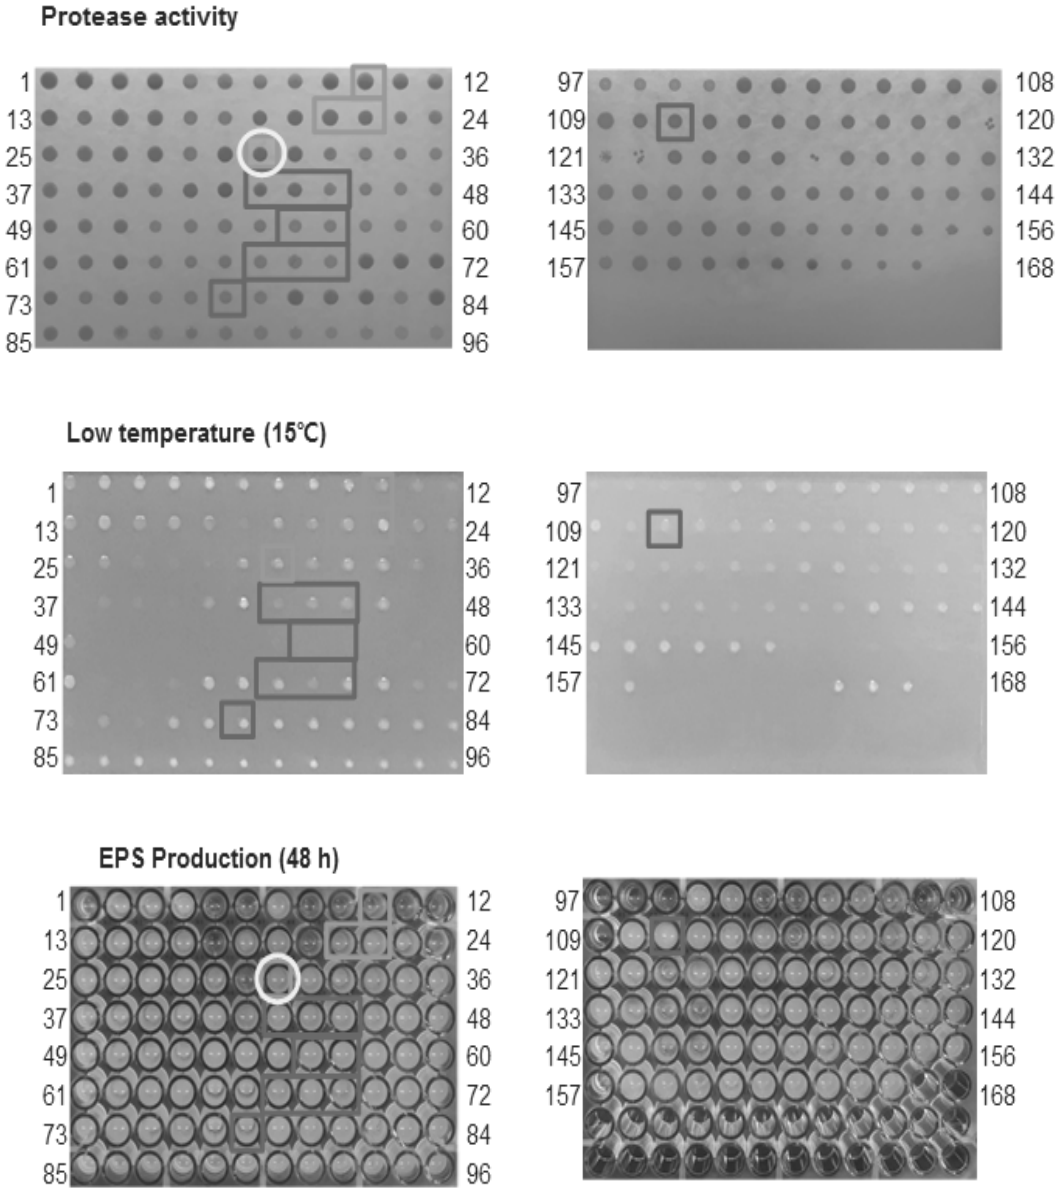 Protease activity
1 12 97 108
13 24 109 120
25 36 121 132
37 48 133 144
49 60 145 156
61 72 157 168
73 84
85 96
Low temperature (15℃)
1 12 97 108
13 24 109 120
25 36 121 132
37 48 133 144
49 60 145 156
61 72 157 168
73 84
85 96
EPS Production (48 h)
1 12 97 108
13 24 109 120
25 36 121 132
37 48 133 144
49 60 145 156
61 72 157 168
73 84
85 96